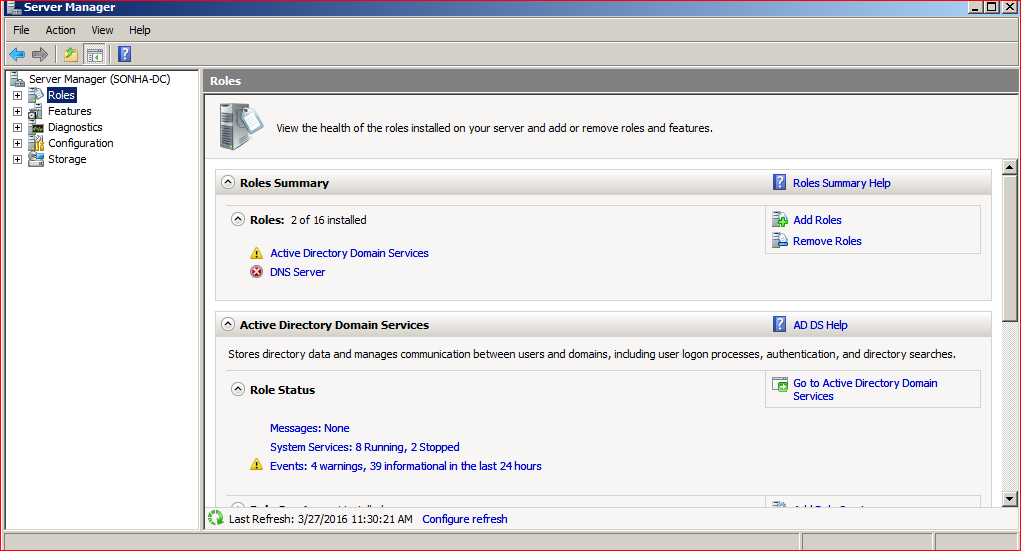 Server Manager
File Action View Help
Server Manager (SONHA-DC)
Roles
Features
Diagnostics
Configuration
Storage
Roles
View the health of the roles installed on your server and add or remove roles and features.
Roles Summary
Roles Summary Help
Roles: 2 of 16 installed
Add Roles
Remove Roles
Active Directory Domain Services
DNS Server
Active Directory Domain Services
AD DS Help
Stores directory data and manages communication between users and domains, including user logon processes, authentication, and directory searches.
Role Status
Go to Active Directory Domain
Services
Messages: None
System Services: 8 Running, 2 Stopped
Events: 4 warnings, 39 informational in the last 24 hours
Last Refresh: 3/27/2016 11:30:21 AM Configure refresh